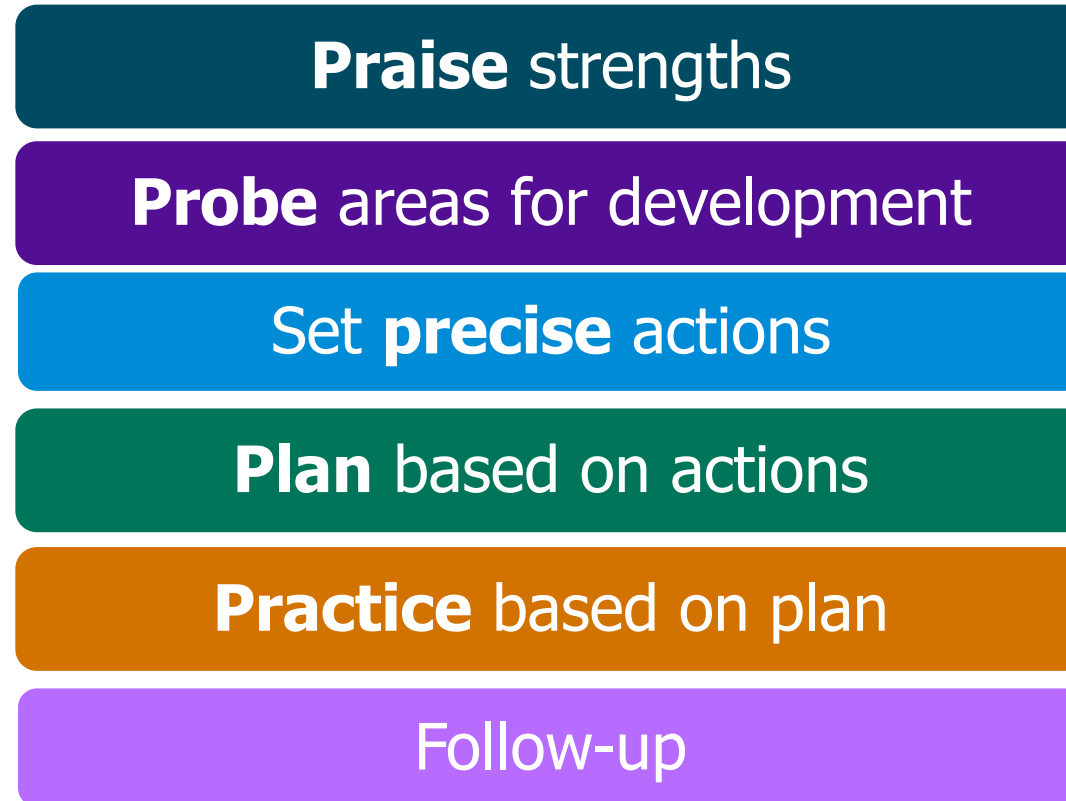 Praise strengths
Probe areas for development
Set precise actions
Plan based on actions
Practice based on plan
Follow-up